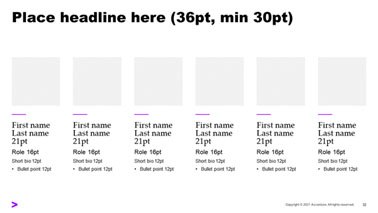 Place headline here (36pt, min 30pt)
First name
Last name
21pt
Role 16pt
Short bio 12pt
• Bullet point 12pt
First name
Last name
21pt
Role 16pt
Short bio 12pt
• Bullet point 12pt
First name
Last name
21pt
Role 16pt
Short bio 12pt
• Bullet point 12pt
First name
Last name
21pt
Role 16pt
Short bio 12pt
• Bullet point 12pt
First name
Last name
21pt
Role 16pt
Short bio 12pt
• Bullet point 12pt
First name
Last name
21pt
Role 16pt
Short bio 12pt
• Bullet point 12pt
Copyright © 2021 Accenture. All rights reserved.